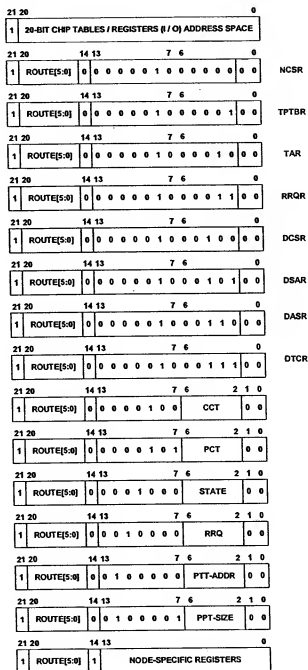 21 20 0
1 20-BIT CHIP TABLES / REGISTERS (I / O) ADDRESS SPACE
21 20 14 13 7 6 0
1 ROUTE[5:0] 0 0 0 0 0 0 1 0 0 0 0 0 0 0 0 NCSR
21 20 14 13 7 6 0
1 ROUTE[5:0] 0 0 0 0 0 0 1 0 0 0 0 0 1 0 0 TPTBR
21 20 14 13 7 6 0
1 ROUTE[5:0] 0 0 0 0 0 0 1 0 0 0 0 1 0 0 0 TAR
21 20 14 13 7 6 0
1 ROUTE[5:0] 0 0 0 0 0 0 1 0 0 0 0 1 1 0 0 RRQR
21 20 14 13 7 6 0
1 ROUTE[5:0] 0 0 0 0 0 0 1 0 0 0 1 0 0 0 0 DCSR
21 20 14 13 7 6 0
1 ROUTE[5:0] 0 0 0 0 0 0 1 0 0 0 1 0 1 0 0 DSAR
21 20 14 13 7 6 0
1 ROUTE[5:0] 0 0 0 0 0 0 1 0 0 0 1 1 0 0 0 DASR
21 20 14 13 7 6 0
1 ROUTE[5:0] 0 0 0 0 0 0 1 0 0 0 1 1 1 0 0 DTCR
21 20 14 13 7 6 2 1 0
1 ROUTE[5:0] 0 0 0 0 0 1 0 0 CCT 0 0
21 20 14 13 7 6 2 1 0
1 ROUTE[5:0] 0 0 0 0 0 1 0 1 PCT 0 0
21 20 14 13 7 6 2 1 0
1 ROUTE[5:0] 0 0 0 0 1 0 0 0 STATE 0 0
21 20 14 13 7 6 2 1 0
1 ROUTE[5:0] 0 0 0 1 0 0 0 0 RRQ 0 0
21 20 14 13 7 6 2 1 0
1 ROUTE[5:0] 0 0 1 0 0 0 0 0 PTT-ADDR 0 0
21 20 14 13 7 6 2 1 0
1 ROUTE[5:0] 0 0 1 0 0 0 0 1 PPT-SIZE 0 0
21 20 14 13 0
1 ROUTE[5:0] 1 NODE-SPECIFIC REGISTERS